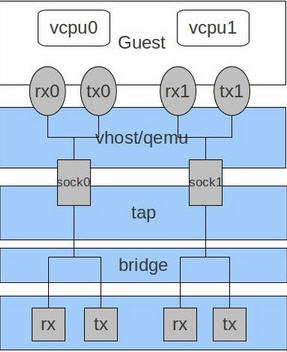 vcpu0
vcpu1
Guest
rx0
tx0
rx1
tx1
vhost/qemu
sock0
sock1
tap
bridge
rx
tx
rx
tx